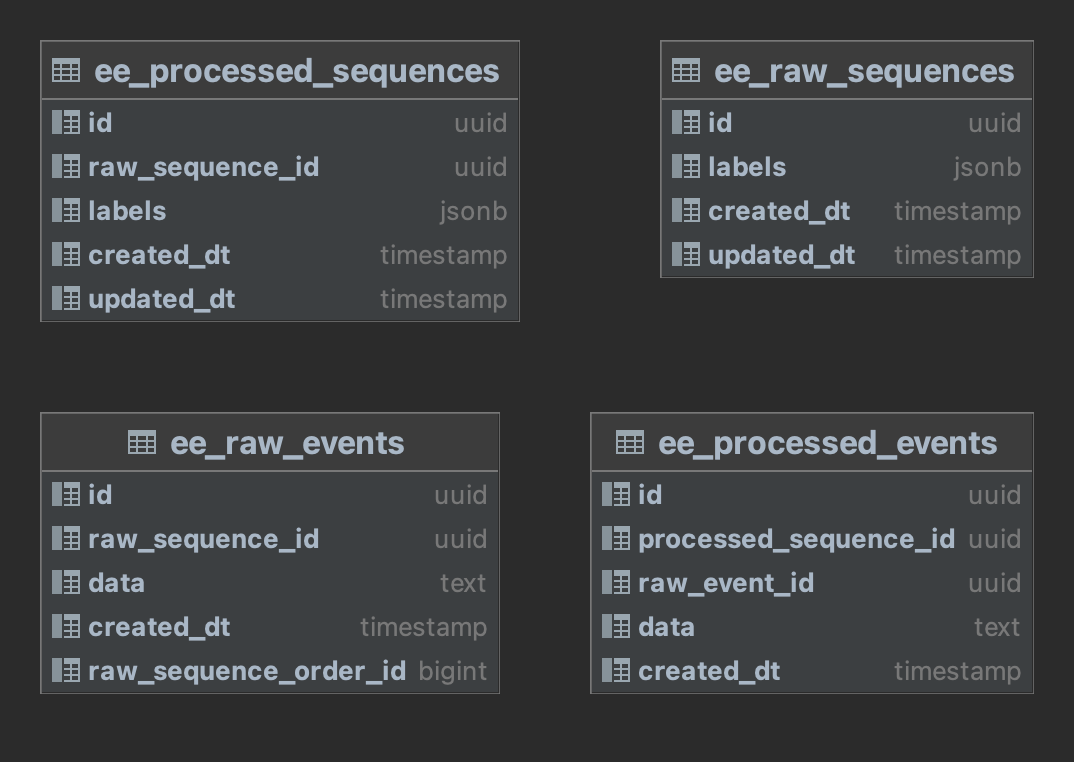 ee_processed_sequences
id uuid
raw_sequence_id uuid
labels jsonb
created_dt timestamp
updated_dt timestamp
ee_raw_sequences
id uuid
labels jsonb
created_dt timestamp
updated_dt timestamp
ee_raw_events
id uuid
raw_sequence_id uuid
data text
created_dt timestamp
raw_sequence_order_id bigint
ee_processed_events
id uuid
processed_sequence_id uuid
raw_event_id uuid
data text
created_dt timestamp